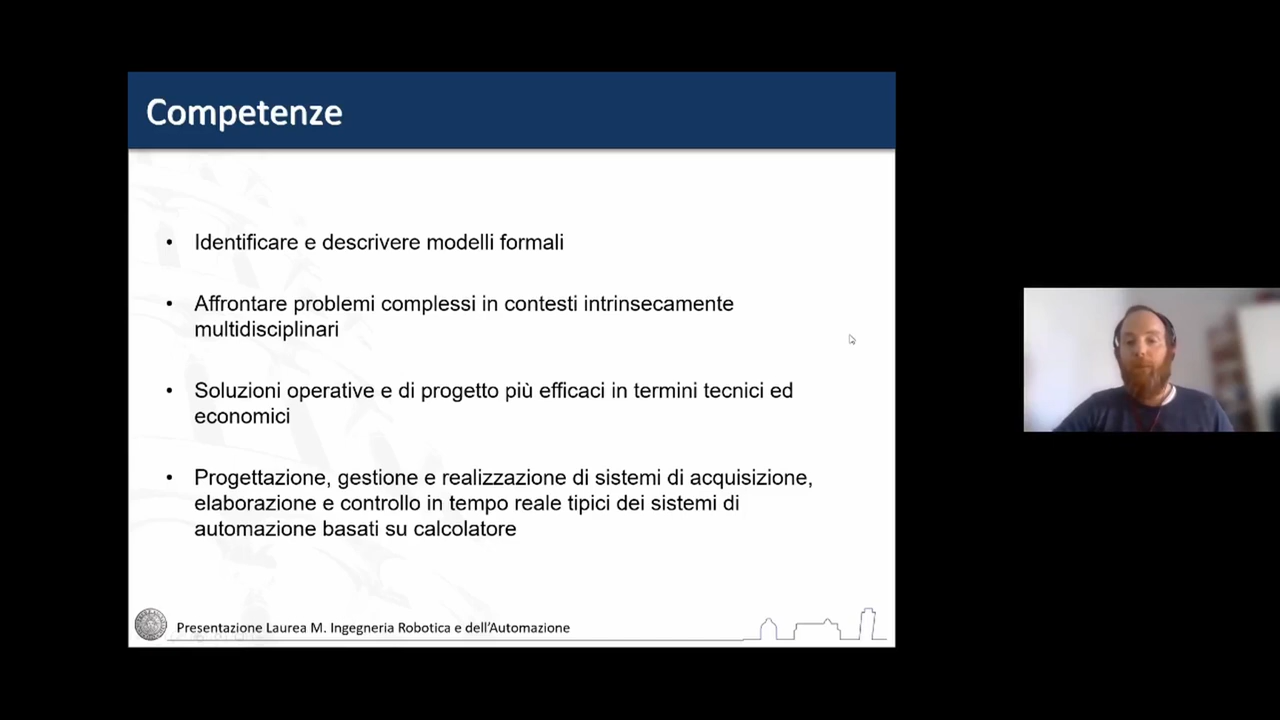 Competenze
• Identificare e descrivere modelli formali
• Affrontare problemi complessi in contesti intrinsecamente
multidisciplinari
• Soluzioni operative e di progetto più efficaci in termini tecnici ed
economici
• Progettazione, gestione e realizzazione di sistemi di acquisizione,
elaborazione e controllo in tempo reale tipici dei sistemi di
automazione basati su calcolatore
Presentazione Laurea M. Ingegneria Robotica e dell'Automazione